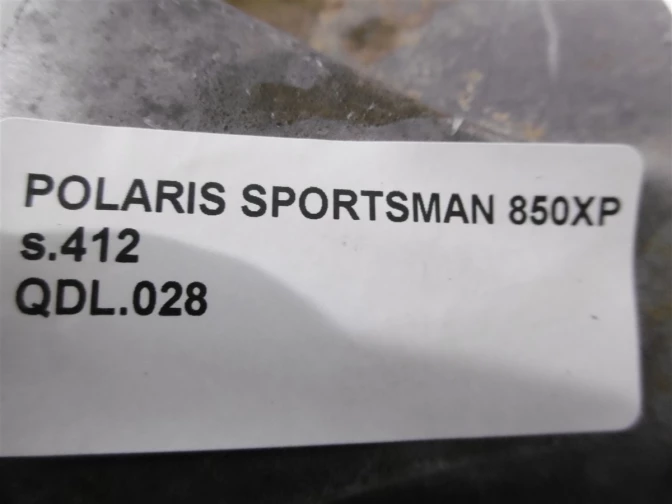 POLARIS SPORTSMAN 850XP
s.412
QDL.028